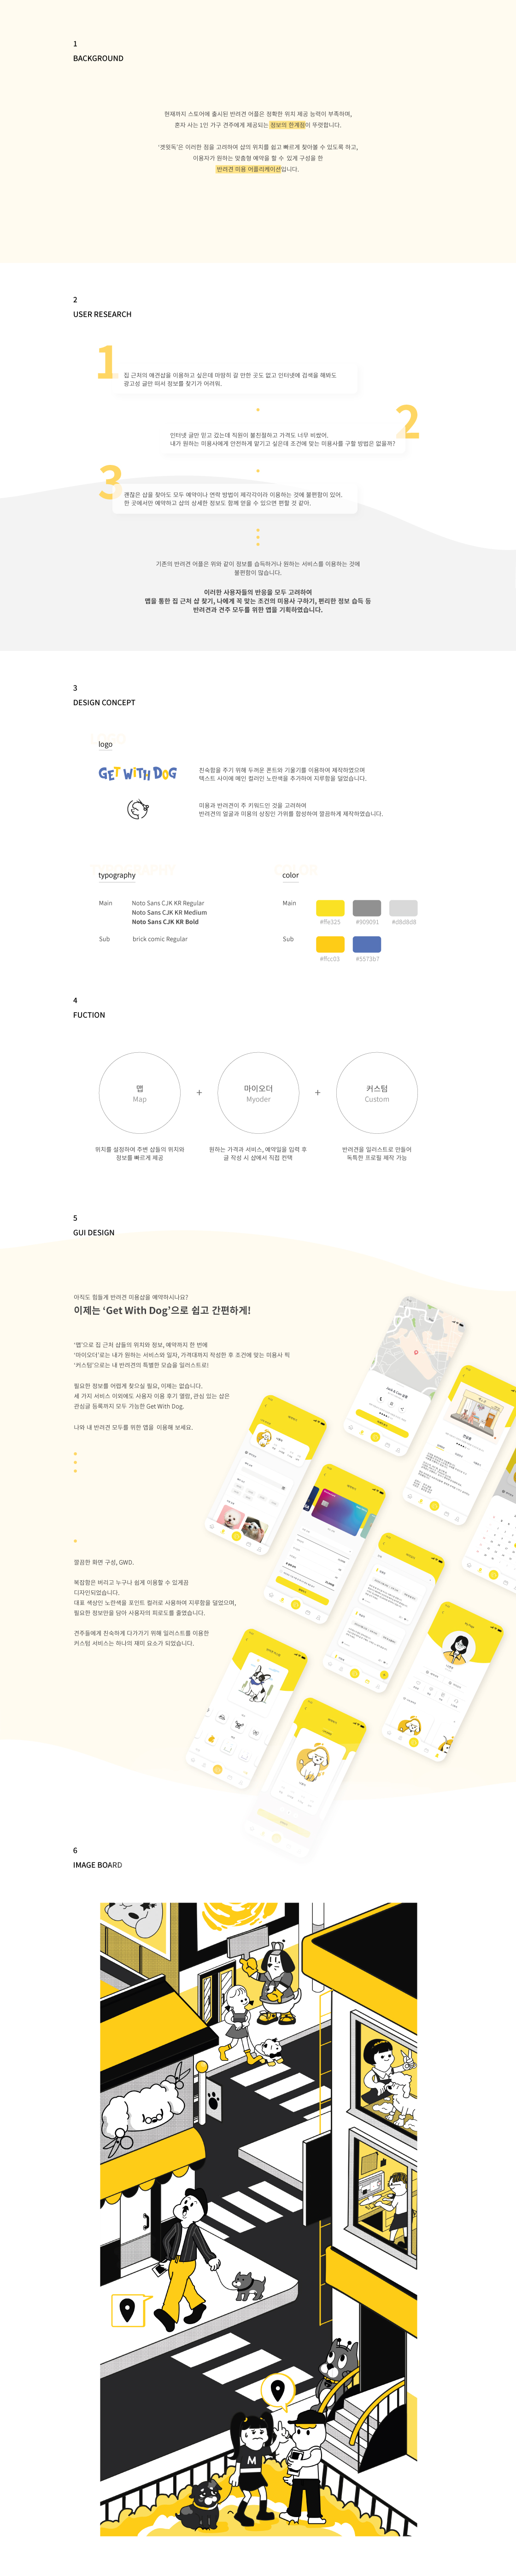 1
BACKGROUND
현재까지 스토어에 출시된 반려견 어플은 정확한 위치 제공 능력이 부족하며,
혼자 사는 1인 가구 견주에게 제공되는 정보의 한계점이 뚜렷합니다.
‘겟윗독’은 이러한 점을 고려하여 샵의 위치를 쉽고 빠르게 찾아볼 수 있도록 하고,
이용자가 원하는 맞춤형 예약을 할 수 있게 구성을 한
반려견 미용 어플리케이션입니다.
2
USER RESEARCH
1
집 근처의 애견샵을 이용하고 싶은데 마땅히 갈 만한 곳도 없고 인터넷에 검색을 해봐도
광고성 글만 떠서 정보를 찾기가 어려워.
2
인터넷 글만 믿고 갔는데 직원이 불친절하고 가격도 너무 비쌌어.
내가 원하는 미용사에게 안전하게 맡기고 싶은데 조건에 맞는 미용사를 구할 방법은 없을까?
3
괜찮은 샵을 찾아도 모두 예약이나 연락 방법이 제각각이라 이용하는 것에 불편함이 있어.
한 곳에서만 예약하고 샵의 상세한 정보도 함께 얻을 수 있으면 편할 것 같아.
기존의 반려견 어플은 위와 같이 정보를 습득하거나 원하는 서비스를 이용하는 것에
불편함이 많습니다.
이러한 사용자들의 반응을 모두 고려하여
맵을 통한 집 근처 샵 찾기, 나에게 꼭 맞는 조건의 미용사 구하기, 편리한 정보 습득 등
반려견과 견주 모두를 위한 앱을 기획하였습니다.
3
DESIGN CONCEPT
LOGO
logo
GET WITH DOG
친숙함을 주기 위해 두꺼운 폰트와 기울기를 이용하여 제작하였으며
텍스트 사이에 메인 컬러인 노란색을 추가하여 지루함을 덜었습니다.
미용과 반려견이 주 키워드인 것을 고려하여
반려견의 얼굴과 미용의 상징인 가위를 합성하여 깔끔하게 제작하였습니다.
TYPOGRAPHY
typography
COLOR
color
Main
Noto Sans CJK KR Regular
Noto Sans CJK KR Medium
Noto Sans CJK KR Bold
Sub
brick comic Regular
Main
#ffe325
#909091
#d8d8d8
Sub
#ffcc03
#5573b7
4
FUCTION
맵
Map
+
마이오더
Myoder
+
커스텀
Custom
위치를 설정하여 주변 샵들의 위치와
정보를 빠르게 제공
원하는 가격과 서비스, 예약일을 입력 후
글 작성 시 샵에서 직접 컨택
반려견을 일러스트로 만들어
독특한 프로필 제작 가능
5
GUI DESIGN
아직도 힘들게 반려견 미용샵을 예약하시나요?
이제는 ‘Get With Dog’으로 쉽고 간편하게!
‘맵’으로 집 근처 샵들의 위치와 정보, 예약까지 한 번에
‘마이오더’로는 내가 원하는 서비스와 일자, 가격대까지 작성한 후 조건에 맞는 미용사 픽
‘커스텀’으로는 내 반려견의 특별한 모습을 일러스트로!
필요한 정보를 어렵게 찾으실 필요, 이제는 없습니다.
세 가지 서비스 이외에도 사용자 이용 후기 열람, 관심 있는 샵은
관심글 등록까지 모두 가능한 Get With Dog.
나와 내 반려견 모두를 위한 앱을 이용해 보세요.
깔끔한 화면 구성, GWD.
복잡함은 버리고 누구나 쉽게 이용할 수 있게끔
디자인되었습니다.
대표 색상인 노란색을 포인트 컬러로 사용하여 지루함을 덜었으며,
필요한 정보만을 담아 사용자의 피로도를 줄였습니다.
견주들에게 친숙하게 다가가기 위해 일러스트를 이용한
커스텀 서비스는 하나의 재미 요소가 되었습니다.
6
IMAGE BOARD
M